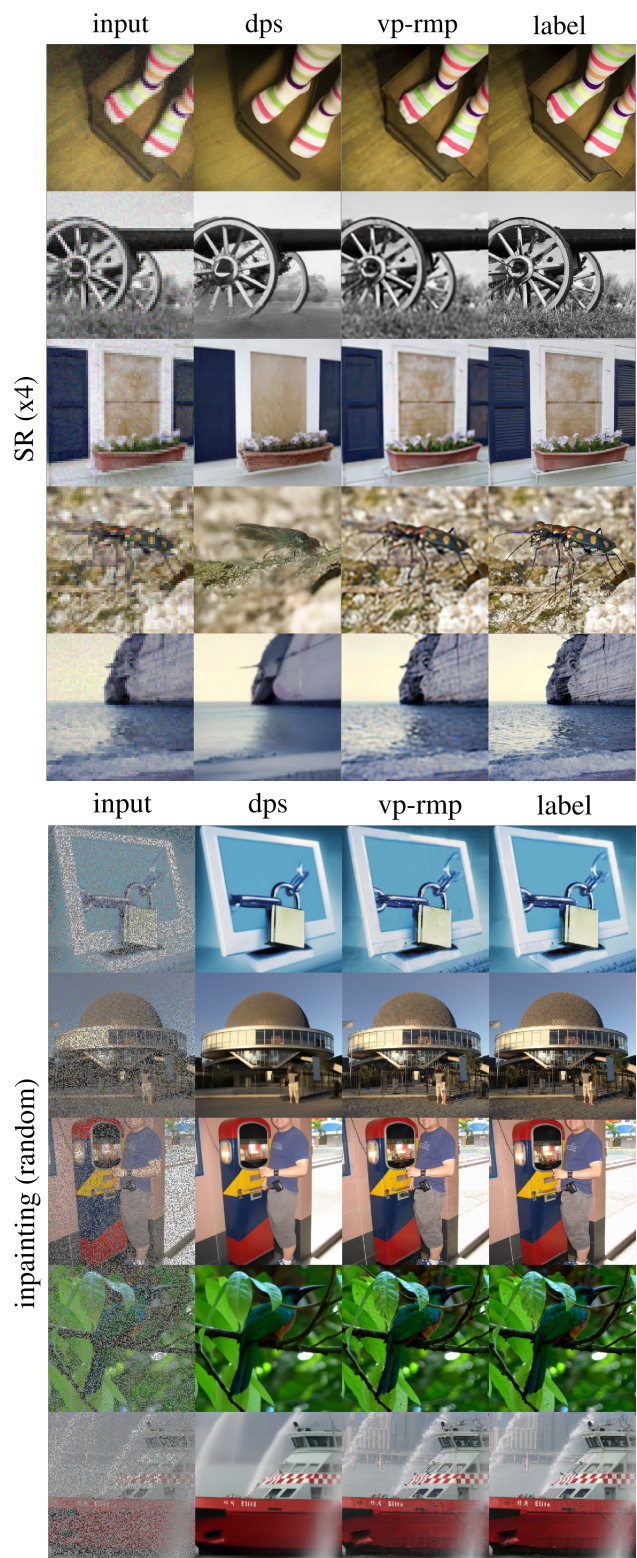 input dps vp-rmp label
SR (x4)
input dps vp-rmp label
inpainting (random)